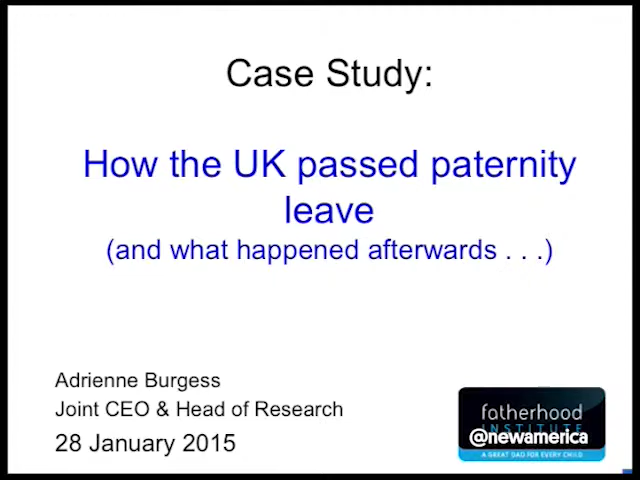 Case Study:
How the UK passed paternity
leave
(and what happened afterwards . . .)
Adrienne Burgess
Joint CEO & Head of Research
28 January 2015
fatherhood
INSTITUTE
@newamerica
A GREAT DAD FOR EVERY CHILD